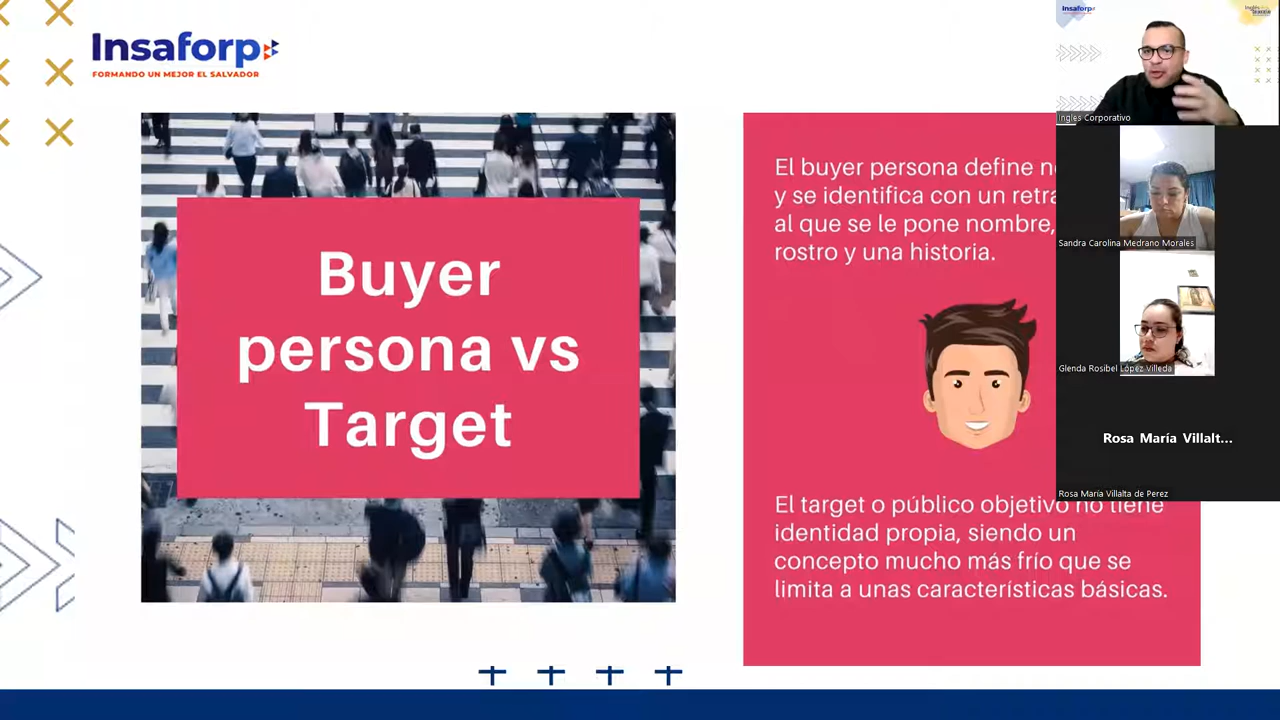 Insaforp
FORMANDO UN MEJOR EL SALVADOR
Buyer
persona vs
Target
El buyer persona define
y se identifica con un
al que se le pone nombre,
rostro y una historia.
El target o público objetivo no tiene
identidad propia, siendo un
concepto mucho más frío que se
limita a unas características básicas.
Insaforp
Ingles Corporativo
Sandra Carolina Medrano Morales
Glenda Rosibel López Villeda
Rosa María Villalt...
Rosa María Villalta de Perez